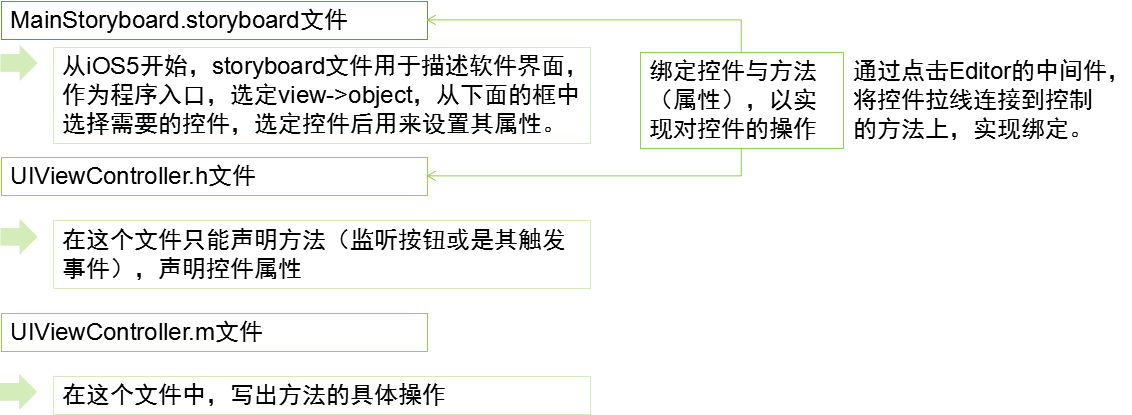 MainStoryboard.storyboard文件
从iOS5开始，storyboard文件用于描述软件界面，
作为程序入口，选定view->object，从下面的框中
选择需要的控件，选定控件后用来设置其属性。
绑定控件与方法
（属性），以实
现对控件的操作
通过点击Editor的中间件，
将控件拉线连接到控制
的方法上，实现绑定。
UIViewController.h文件
在这个文件只能声明方法（监听按钮或是其触发
事件），声明控件属性
UIViewController.m文件
在这个文件中，写出方法的具体操作